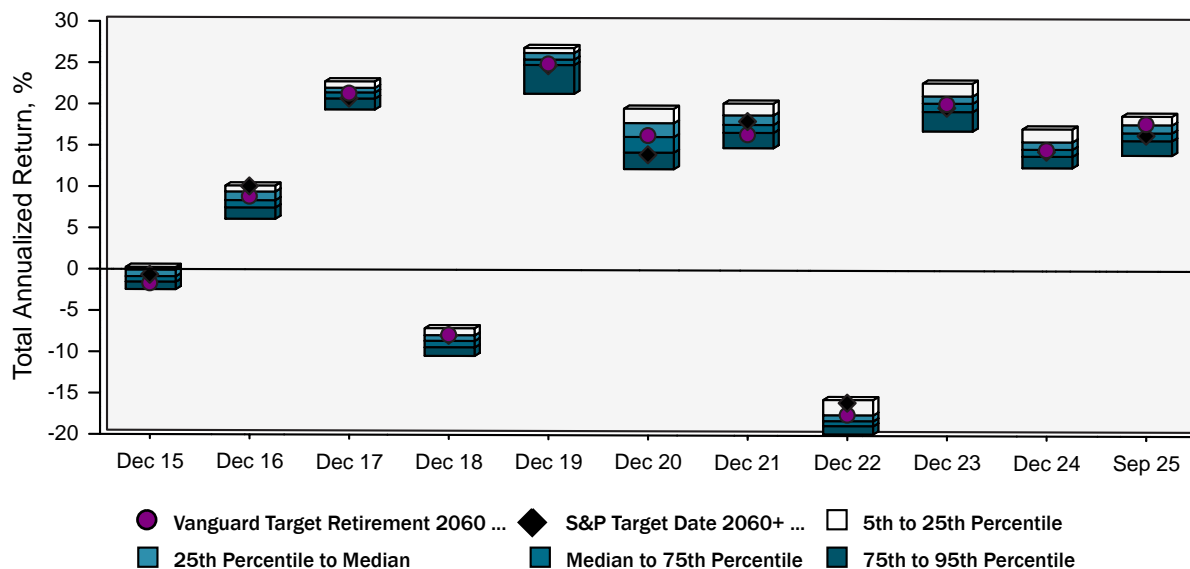 Total Annualized Return, %
30
25
20
15
10
5
0
-5
-10
-15
-20
Dec 15 Dec 16 Dec 17 Dec 18 Dec 19 Dec 20 Dec 21 Dec 22 Dec 23 Dec 24 Sep 25
Vanguard Target Retirement 2060 ... S&P Target Date 2060+ ... 5th to 25th Percentile
25th Percentile to Median Median to 75th Percentile 75th to 95th Percentile